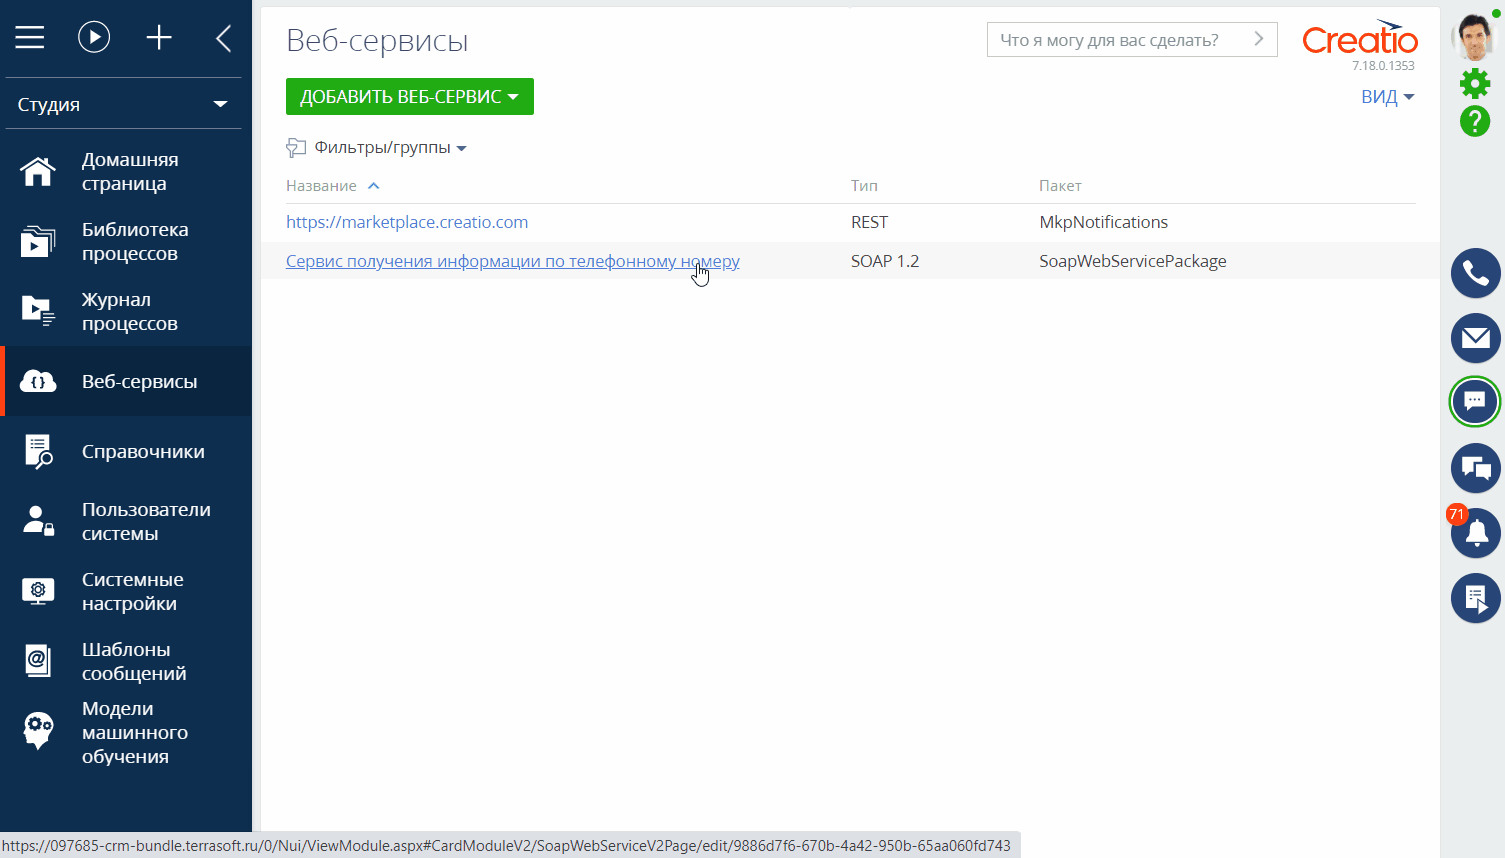 Студия
Домашняя
страница
Библиотека
процессов
Журнал
процессов
Веб-сервисы
Справочники
Пользователи
системы
Системные
настройки
Шаблоны
сообщений
Модели
машинного
обучения
Веб-сервисы
Что я могу для вас сделать?
Creatio
7.18.0.1353
ДОБАВИТЬ ВЕБ-СЕРВИС
ВИД
Фильтры/группы
Название Тип Пакет
https://marketplace.creatio.com REST MkpNotifications
Сервис получения информации по телефонному номеру SOAP 1.2 SoapWebServicePackage
?
71
https://097685-crm-bundle.terrasoft.ru/0/Nui/ViewModule.aspx#CardModuleV2/SoapWebServiceV2Page/edit/9886d7f6-670b-4a42-950b-65aa060fd743